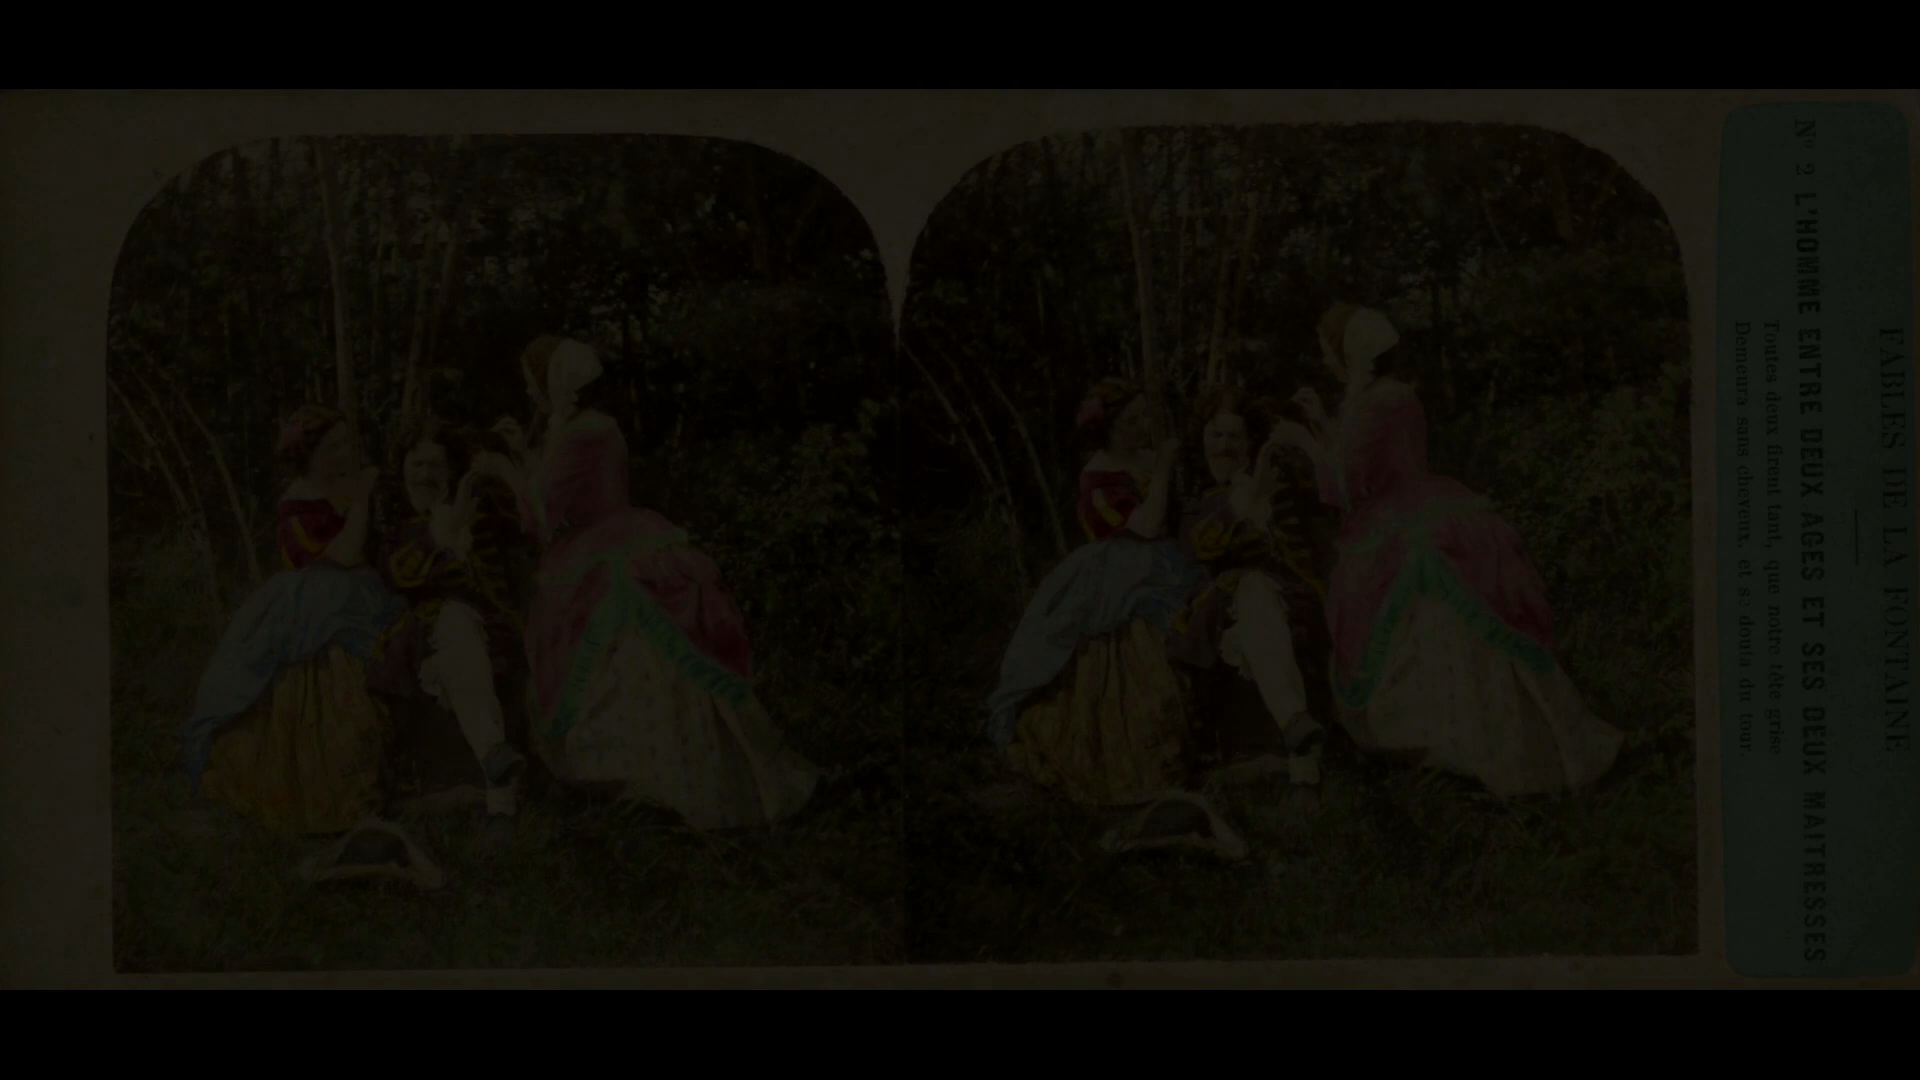 FABLES DE LA FONTAINE
Nº 2 L'HOMME ENTRE DEUX AGES ET SES DEUX MAITRESSES
Toutes deux firent tant, que notre tête grise
Demeura sans cheveux, et se douta du tour.